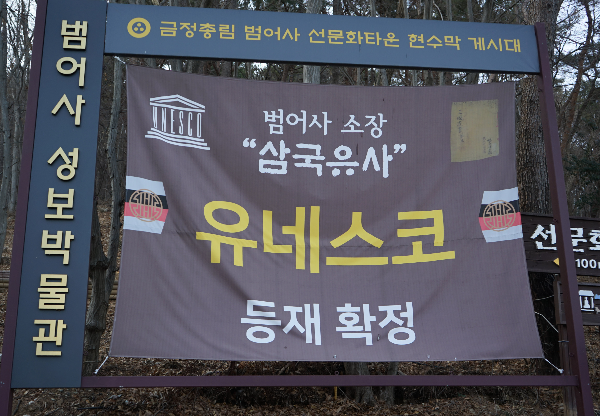 금정총림 범어사 선문화타운 현수막 게시대
범어사 성보박물관
UNESCO
범어사 소장
“삼국유사”
유네스코
등재 확정
선문화
100m